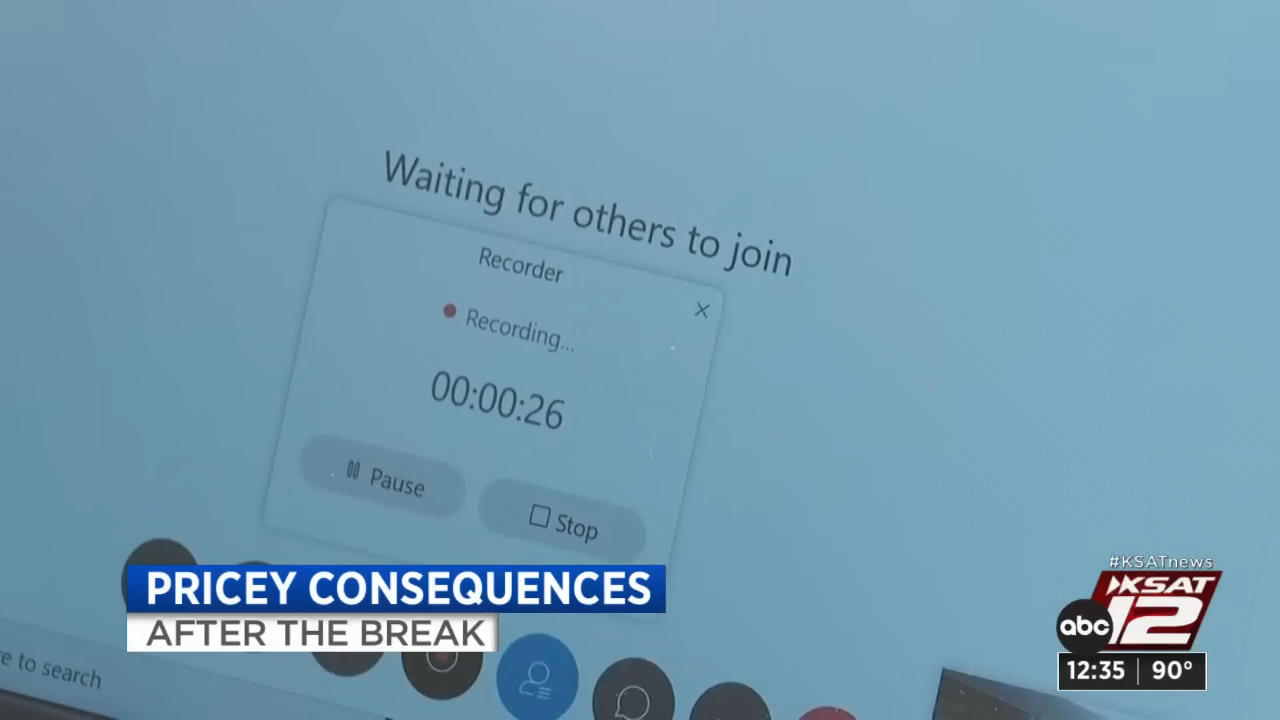 Waiting for others to join
Recorder
Recording...
00:00:26
Pause
Stop
PRICEY CONSEQUENCES
AFTER THE BREAK
to search
#KSATnews
KSAT
abc 12
12:35 90°